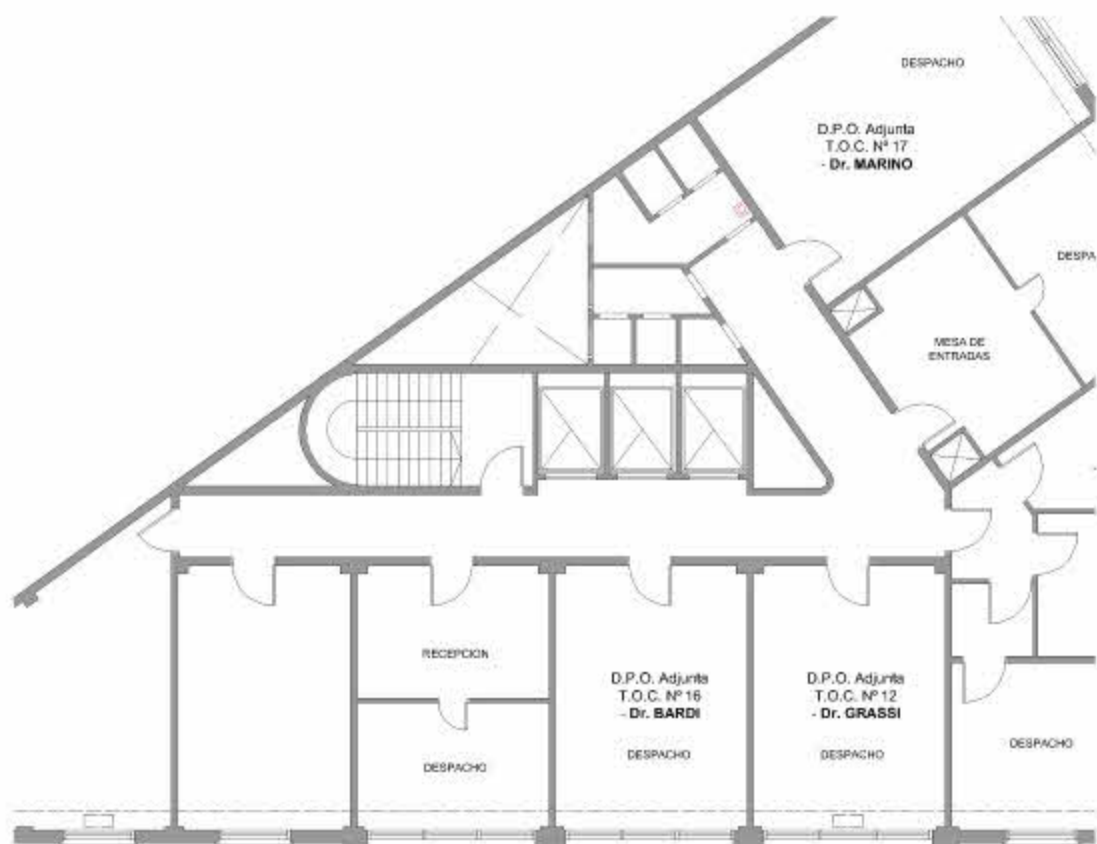 DESPACHO
D.P.O. Adjunta
T.O.C. Nº 17
- Dr. MARINO
DESPA
MESA DE
ENTRADAS
RECEPCION
DESPACHO
D.P.O. Adjunta
T.O.C. Nº 16
- Dr. BARDI
DESPACHO
D.P.O. Adjunta
T.O.C. Nº 12
- Dr. GRASSI
DESPACHO
DESPACHO